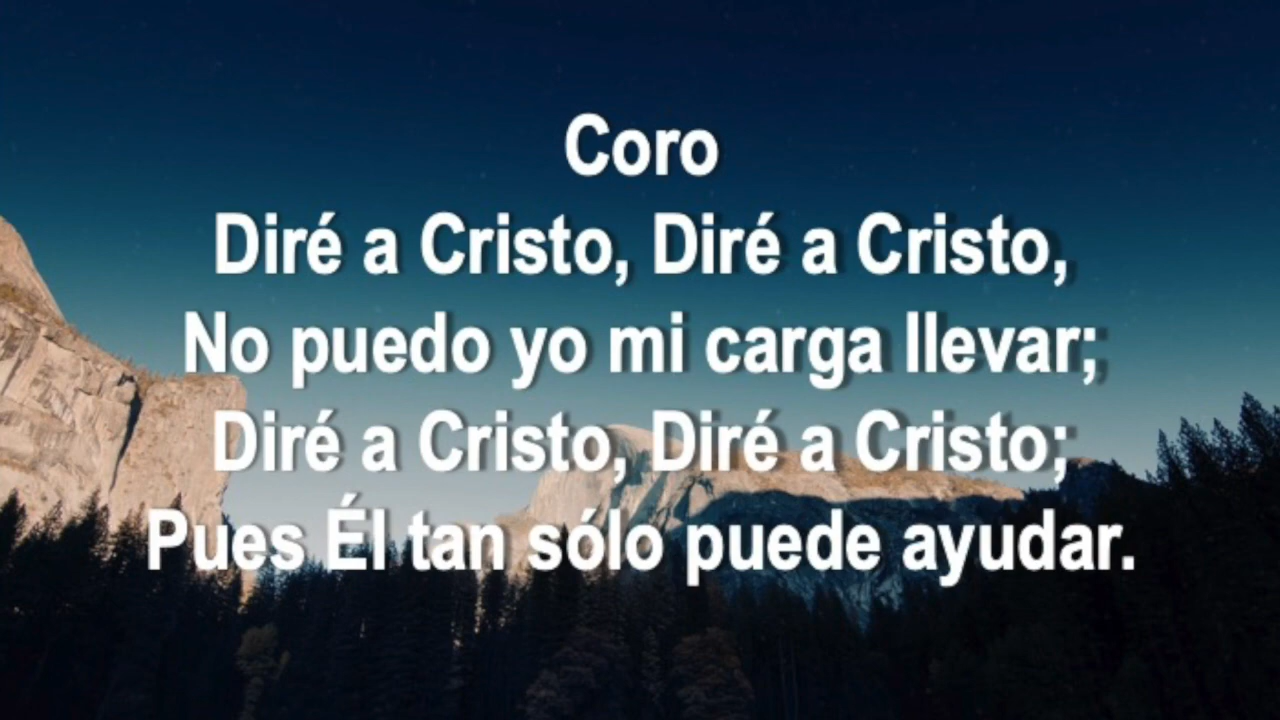 Coro
Diré a Cristo, Diré a Cristo,
No puedo yo mi carga llevar;
Diré a Cristo, Diré a Cristo;
Pues Él tan sólo puede ayudar.